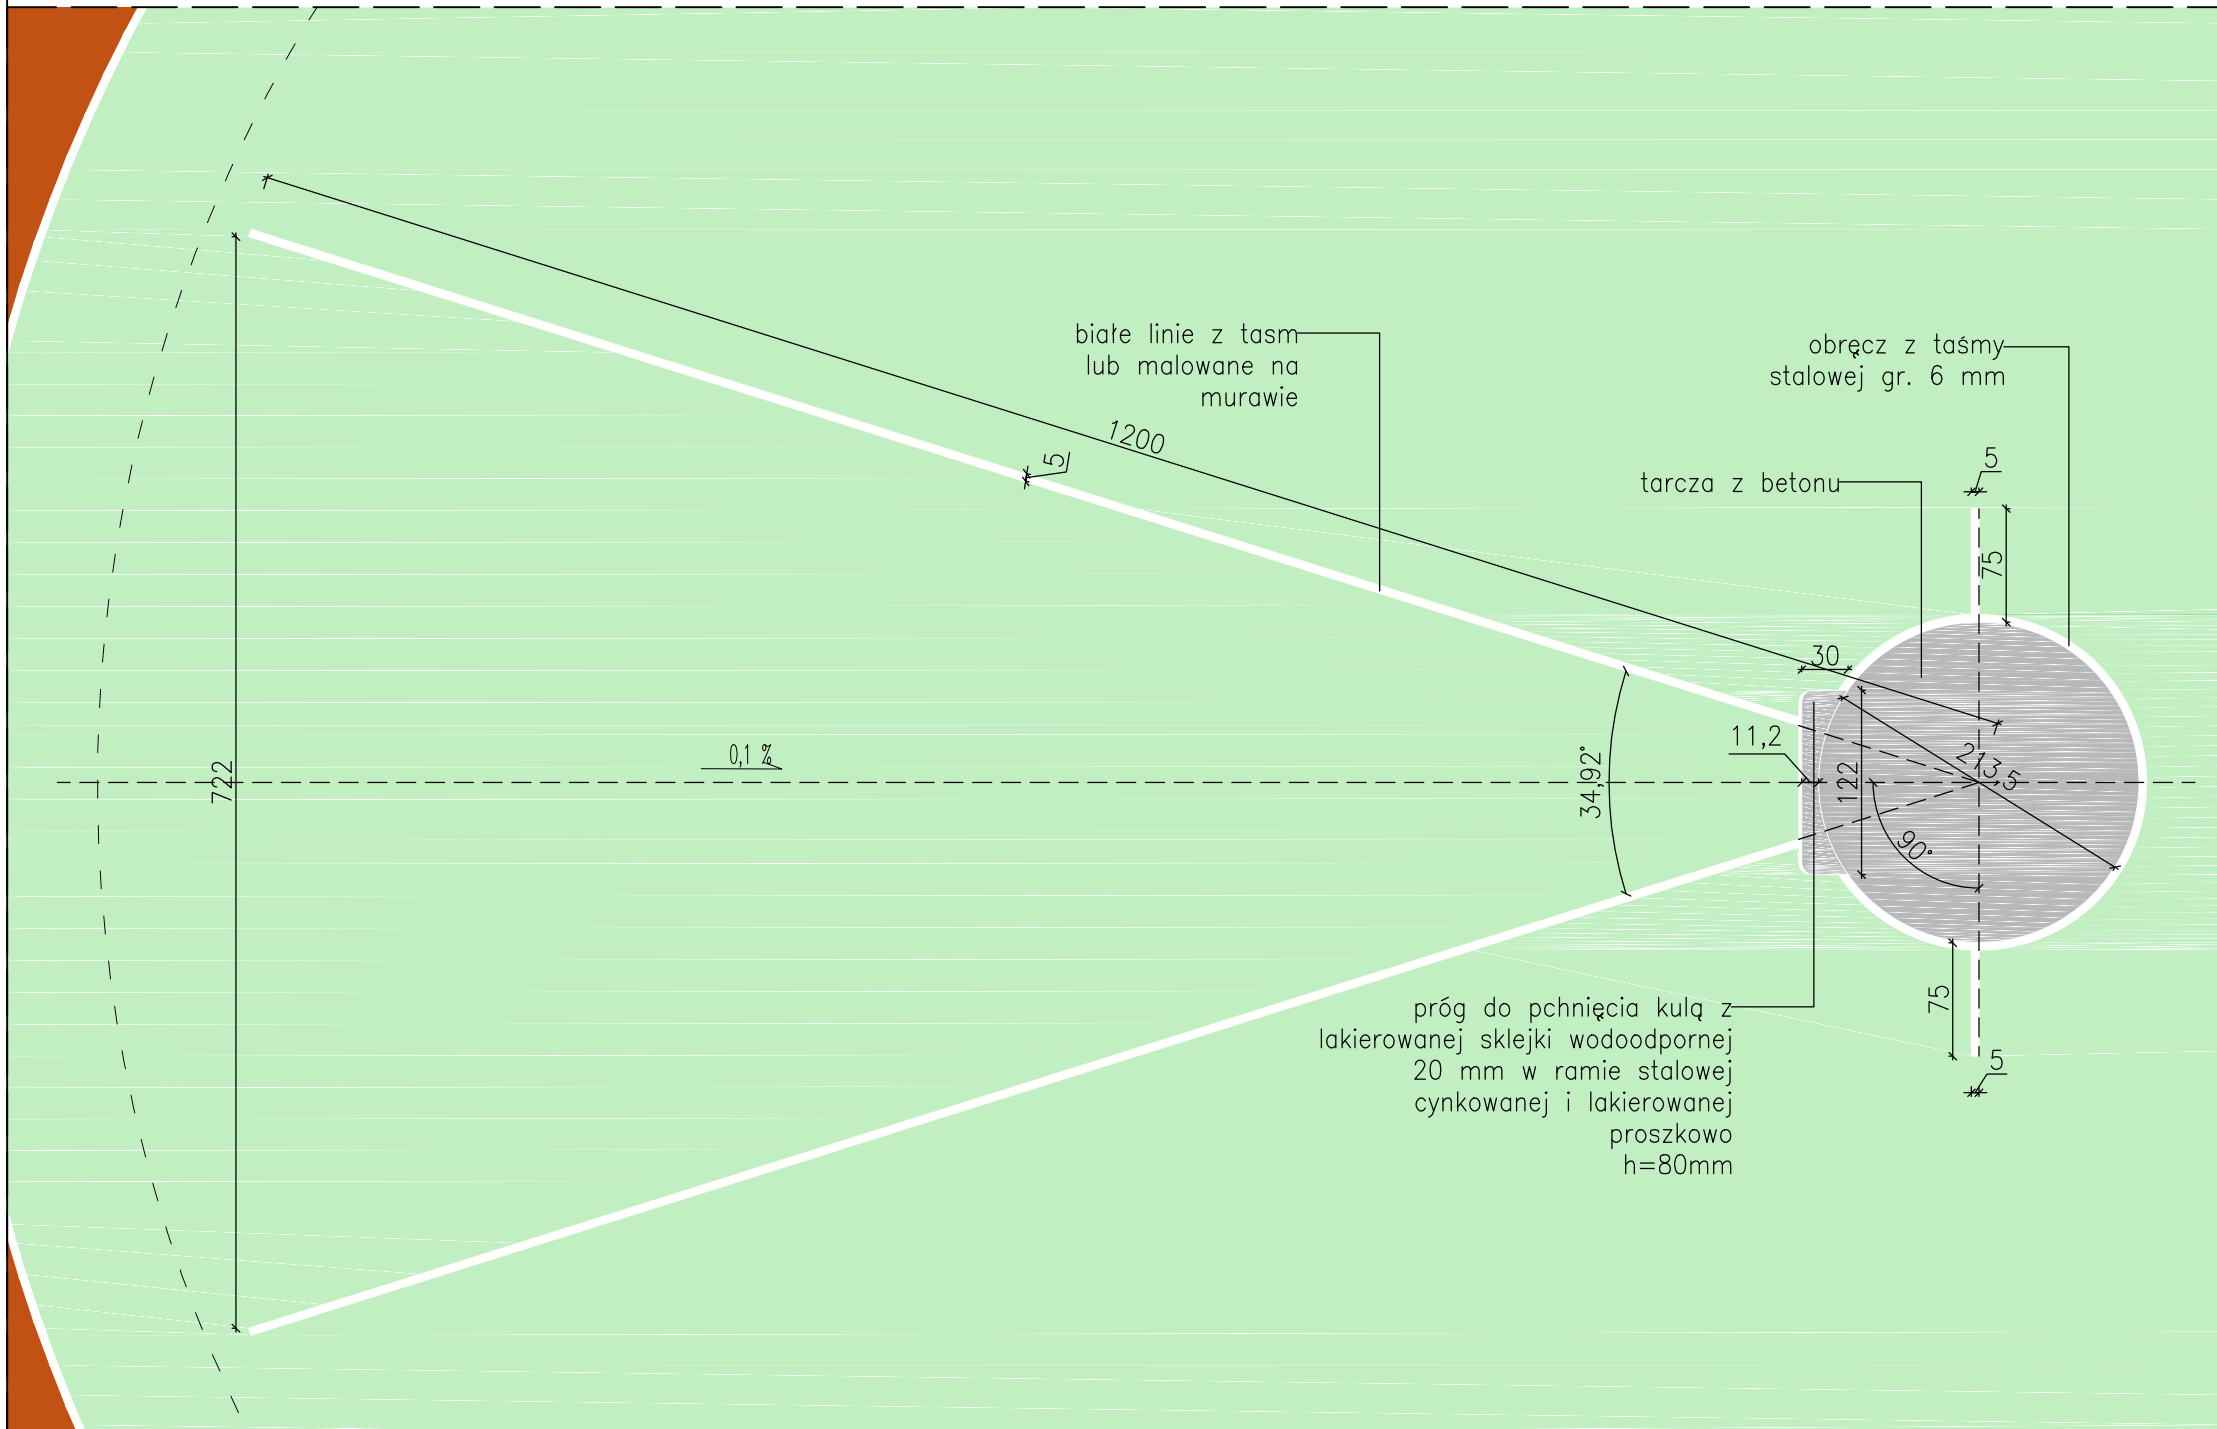 białe linie z tasm
lub malowane na
murawie
obręcz z taśmy
stalowej gr. 6 mm
1200
5
5
tarcza z betonu
75
30
11,2
0,1 %
722
34,92°
122
213,5
90°
75
próg do pchnięcia kulą z
lakierowanej sklejki wodoodpornej
20 mm w ramie stalowej
cynkowanej i lakierowanej
proszkowo
h=80mm
5